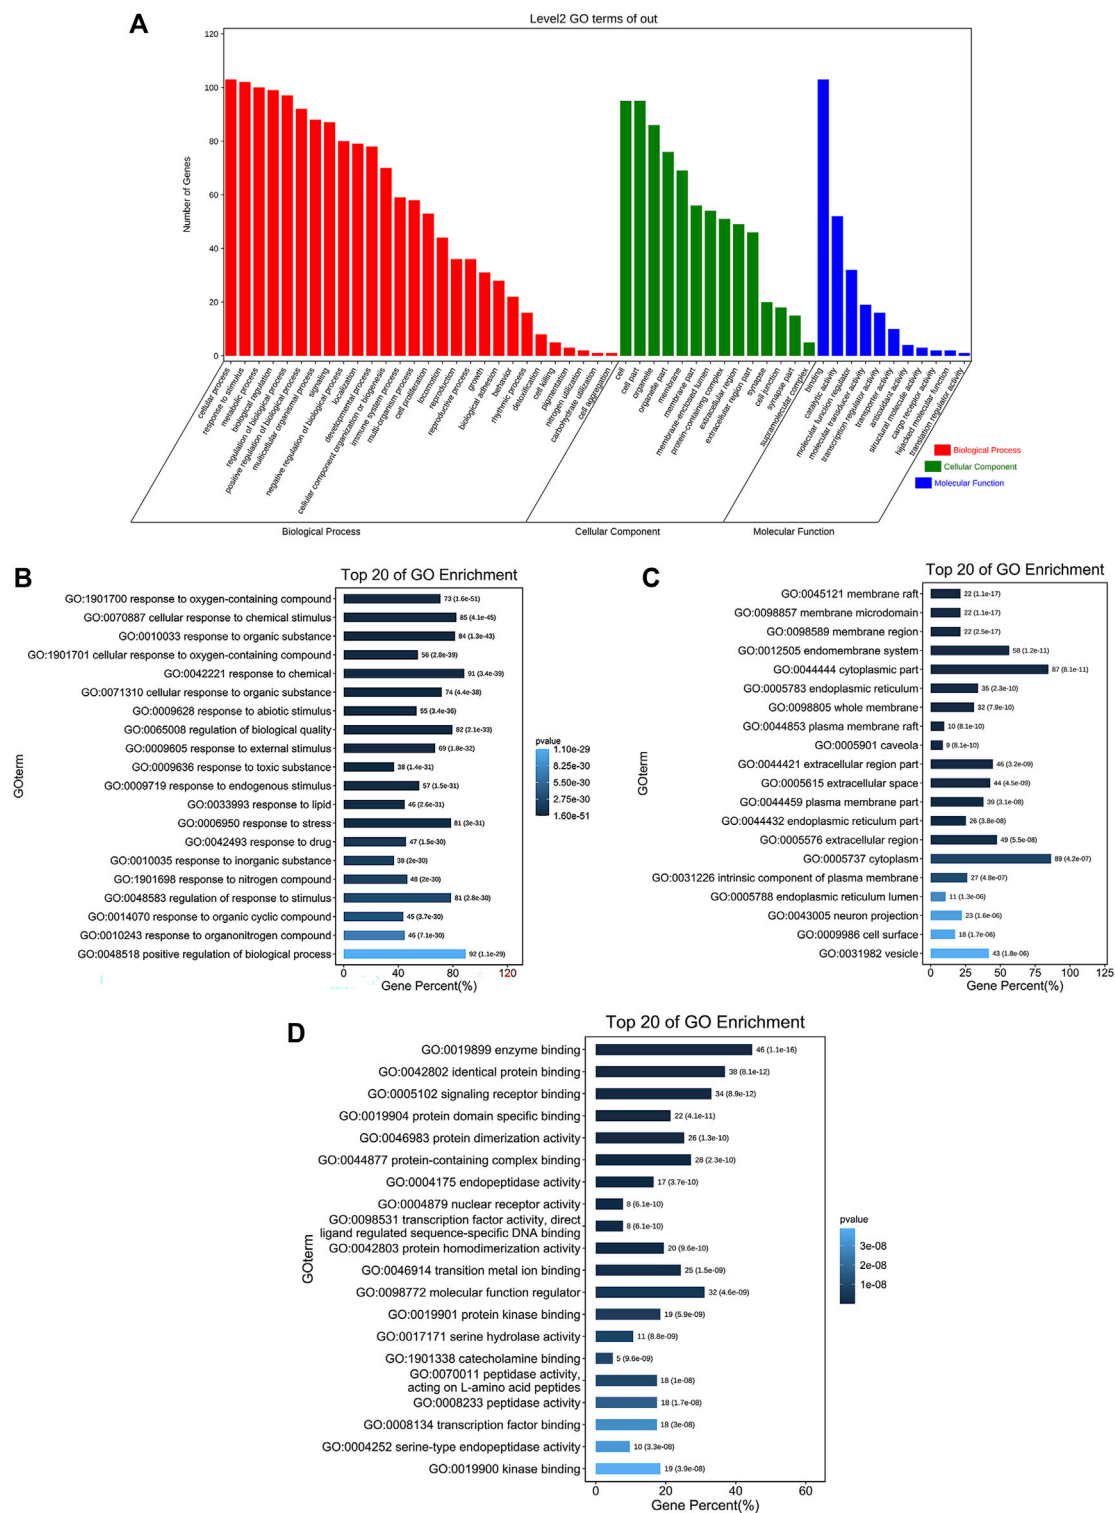 A
Level2 GO terms of out
Number of Genes
120
100
80
60
40
20
0
cellular process
response to stimulus
metabolic process
biological regulation
regulation of biological process
positive regulation of biological process
multicellular organismal process
signaling
negative regulation of biological process
localization
developmental process
cellular component organization or biogenesis
immune system process
multi-organism process
cell proliferation
locomotion
reproduction
reproductive process
growth
biological adhesion
behavior
rhythmic process
detoxification
cell killing
pigmentation
nitrogen utilization
carbohydrate utilization
cell aggregation
cell
cell part
organelle
organelle part
membrane
membrane part
membrane-enclosed lumen
protein-containing complex
extracellular region
extracellular region part
synapse
cell junction
synapse part
supramolecular complex
binding
catalytic activity
molecular function regulator
molecular transducer activity
transcription regulator activity
transporter activity
antioxidant activity
structural molecule activity
cargo receptor activity
hijacked molecular function
translation regulator activity
Biological Process
Cellular Component
Molecular Function
Biological Process
Cellular Component
Molecular Function
B
Top 20 of GO Enrichment
GOterm
GO:1901700 response to oxygen-containing compound 73 (1.6e-51)
GO:0070887 cellular response to chemical stimulus 85 (4.1e-45)
GO:0010033 response to organic substance 84 (1.3e-43)
GO:1901701 cellular response to oxygen-containing compound 56 (2.8e-39)
GO:0042221 response to chemical 91 (3.4e-39)
GO:0071310 cellular response to organic substance 74 (4.4e-38)
GO:0009628 response to abiotic stimulus 55 (3.4e-36)
GO:0065008 regulation of biological quality 82 (2.1e-33)
GO:0009605 response to external stimulus 69 (1.8e-32)
GO:0009636 response to toxic substance 38 (1.4e-31)
GO:0009719 response to endogenous stimulus 57 (1.5e-31)
GO:0033993 response to lipid 46 (2.6e-31)
GO:0006950 response to stress 81 (3e-31)
GO:0042493 response to drug 47 (1.5e-30)
GO:0010035 response to inorganic substance 38 (2e-30)
GO:1901698 response to nitrogen compound 48 (2e-30)
GO:0048583 regulation of response to stimulus 81 (2.8e-30)
GO:0014070 response to organic cyclic compound 45 (3.7e-30)
GO:0010243 response to organonitrogen compound 46 (7.1e-30)
GO:0048518 positive regulation of biological process 92 (1.1e-29)
0 40 80 120
Gene Percent(%)
pvalue
1.10e-29
8.25e-30
5.50e-30
2.75e-30
1.60e-51
C
Top 20 of GO Enrichment
GOterm
GO:0045121 membrane raft 22 (1.1e-17)
GO:0098857 membrane microdomain 22 (1.1e-17)
GO:0098589 membrane region 22 (2.5e-17)
GO:0012505 endomembrane system 58 (1.2e-11)
GO:0044444 cytoplasmic part 87 (8.1e-11)
GO:0005783 endoplasmic reticulum 35 (2.3e-10)
GO:0098805 whole membrane 32 (7.9e-10)
GO:0044853 plasma membrane raft 10 (8.1e-10)
GO:0005901 caveola 9 (8.1e-10)
GO:0044421 extracellular region part 46 (3.2e-09)
GO:0005615 extracellular space 44 (4.5e-09)
GO:0044459 plasma membrane part 39 (3.1e-08)
GO:0044432 endoplasmic reticulum part 26 (3.8e-08)
GO:0005576 extracellular region 49 (5.5e-08)
GO:0005737 cytoplasm 89 (4.2e-07)
GO:0031226 intrinsic component of plasma membrane 27 (4.8e-07)
GO:0005788 endoplasmic reticulum lumen 11 (1.3e-06)
GO:0043005 neuron projection 23 (1.6e-06)
GO:0009986 cell surface 18 (1.7e-06)
GO:0031982 vesicle 43 (1.8e-06)
0 25 50 75 100 125
Gene Percent(%)
D
Top 20 of GO Enrichment
GOterm
GO:0019899 enzyme binding 46 (1.1e-16)
GO:0042802 identical protein binding 38 (8.1e-12)
GO:0005102 signaling receptor binding 34 (8.9e-12)
GO:0019904 protein domain specific binding 22 (4.1e-11)
GO:0046983 protein dimerization activity 26 (1.3e-10)
GO:0044877 protein-containing complex binding 28 (2.3e-10)
GO:0004175 endopeptidase activity 17 (3.7e-10)
GO:0004879 nuclear receptor activity 8 (6.1e-10)
GO:0098531 transcription factor activity, direct
ligand regulated sequence-specific DNA binding 8 (6.1e-10)
GO:0042803 protein homodimerization activity 20 (9.6e-10)
GO:0046914 transition metal ion binding 25 (1.5e-09)
GO:0098772 molecular function regulator 32 (4.6e-09)
GO:0019901 protein kinase binding 19 (5.9e-09)
GO:0017171 serine hydrolase activity 11 (8.8e-09)
GO:1901338 catecholamine binding 5 (9.6e-09)
GO:0070011 peptidase activity,
acting on L-amino acid peptides 18 (1e-08)
GO:0008233 peptidase activity 18 (1.7e-08)
GO:0008134 transcription factor binding 18 (3e-08)
GO:0004252 serine-type endopeptidase activity 10 (3.3e-08)
GO:0019900 kinase binding 19 (3.9e-08)
0 20 40 60
Gene Percent(%)
pvalue
3e-08
2e-08
1e-08